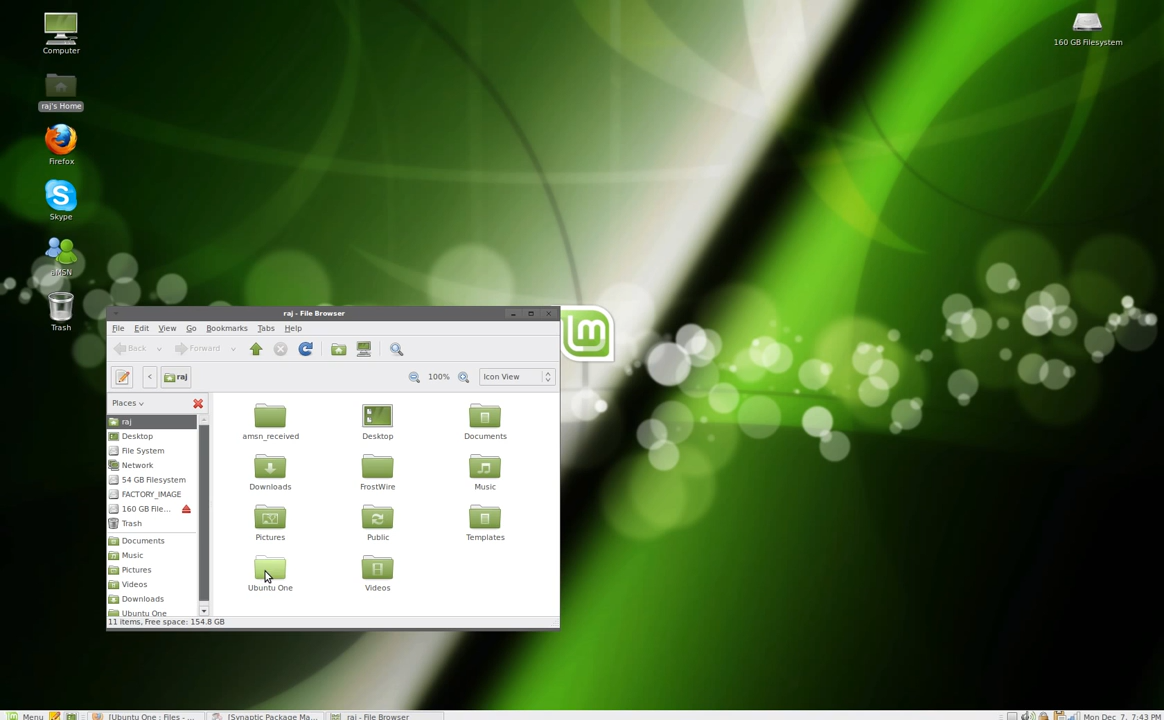 Computer
160 GB Filesystem
raj's Home
Firefox
Skype
aMSN
Trash
raj - File Browser
File Edit View Go Bookmarks Tabs Help
Back Forward
raj 100% Icon View
Places
raj
Desktop
File System
Network
54 GB Filesystem
FACTORY_IMAGE
160 GB File...
Trash
Documents
Music
Pictures
Videos
Downloads
Ubuntu One
amsn_received Desktop Documents
Downloads FrostWire Music
Pictures Public Templates
Ubuntu One Videos
11 items, Free space: 154.8 GB
lm
Menu [Ubuntu One : Files - ... [Synaptic Package Ma... raj - File Browser Mon Dec 7, 7:43 PM